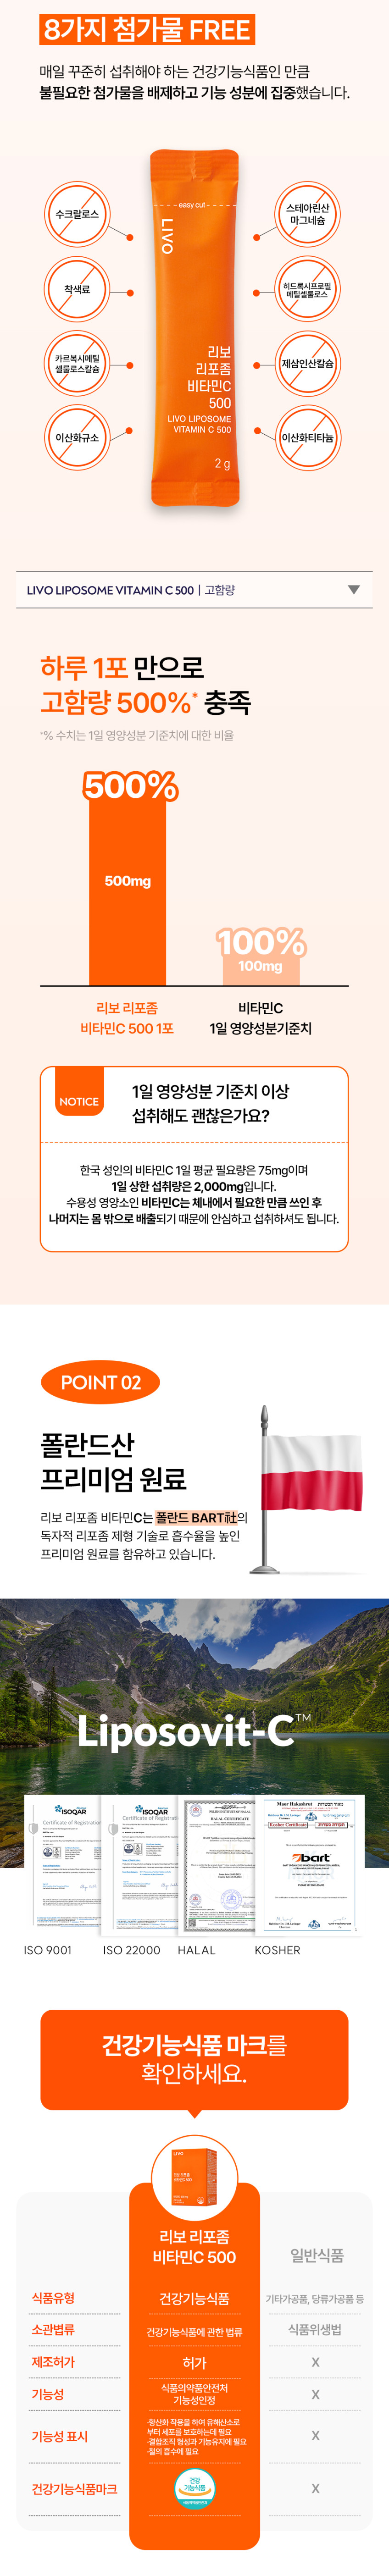 8가지 첨가물 FREE
매일 꾸준히 섭취해야 하는 건강기능식품인 만큼
불필요한 첨가물을 배제하고 기능 성분에 집중했습니다.
easy cut
LIVO
수크랄로스
스테아린산
마그네슘
착색료
히드록시프로필
메틸셀룰로스
카르복시메틸
셀룰로스칼슘
제삼인산칼슘
이산화규소
이산화티타늄
리보
리포좀
비타민C
500
LIVO LIPOSOME
VITAMIN C 500
2 g
LIVO LIPOSOME VITAMIN C 500 | 고함량
하루 1포 만으로
고함량 500%* 충족
*% 수치는 1일 영양성분 기준치에 대한 비율
500%
500mg
100%
100mg
리보 리포좀
비타민C 500 1포
비타민C
1일 영양성분기준치
NOTICE
1일 영양성분 기준치 이상
섭취해도 괜찮은가요?
한국 성인의 비타민C 1일 평균 필요량은 75mg이며
1일 상한 섭취량은 2,000mg입니다.
수용성 영양소인 비타민C는 체내에서 필요한 만큼 쓰인 후
나머지는 몸 밖으로 배출되기 때문에 안심하고 섭취하셔도 됩니다.
POINT 02
폴란드산
프리미엄 원료
리보 리포좀 비타민C는 폴란드 BART社의
독자적 리포좀 제형 기술로 흡수율을 높인
프리미엄 원료를 함유하고 있습니다.
Liposovit-C™
ISOQAR
Certificate of Registration
ISOQAR
Certificate of Registration
HALAL CERTIFICATE
Kosher Certificate
bart
ISO 9001
ISO 22000
HALAL
KOSHER
건강기능식품 마크를
확인하세요.
LIVO
리보 리포좀
비타민C 500
리보 리포좀
비타민C 500
일반식품
식품유형
건강기능식품
기타가공품, 당류가공품 등
소관법류
건강기능식품에 관한 법류
식품위생법
제조허가
허가
X
기능성
식품의약품안전처
기능성인정
X
기능성 표시
·항산화 작용을 하여 유해산소로
부터 세포를 보호하는데 필요
·결합조직 형성과 기능유지에 필요
·철의 흡수에 필요
X
건강기능식품마크
건강
기능식품
X